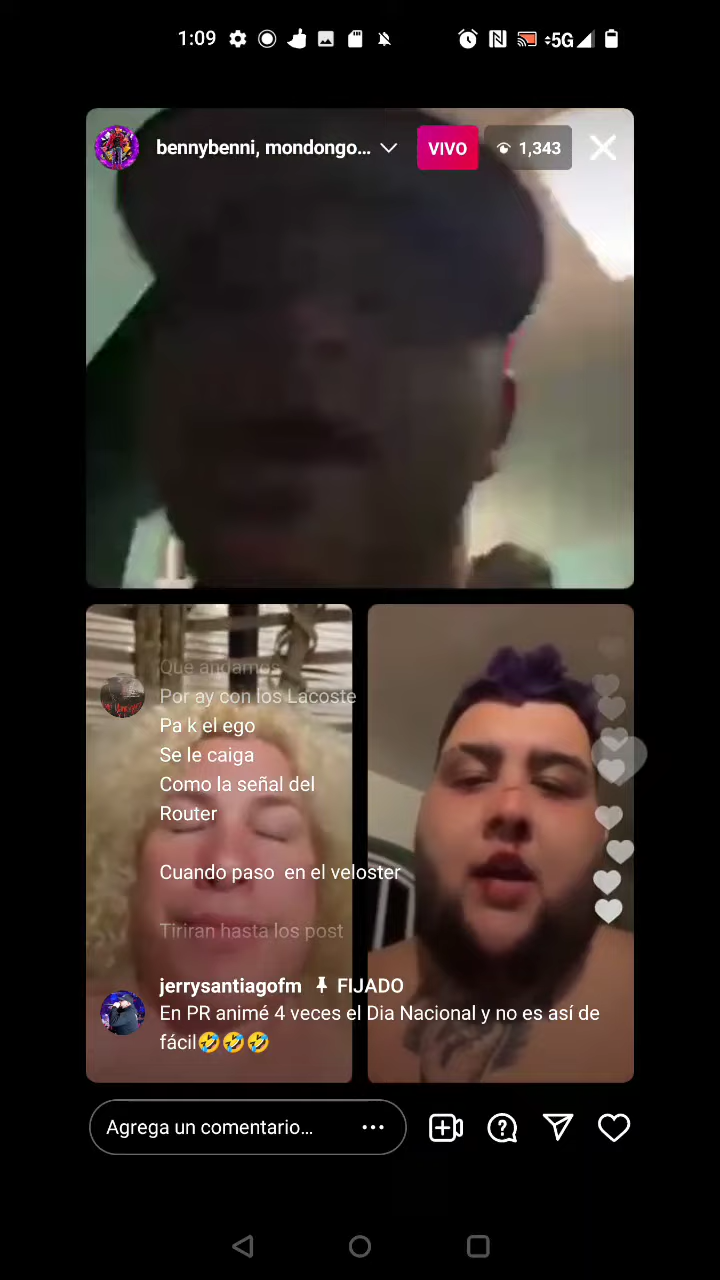 1:09
5G
bennybenni, mondongo...
VIVO
1,343
Que andamos
Por ay con los Lacoste
Pa k el ego
Se le caiga
Como la señal del
Router
Cuando paso en el veloster
Tiriran hasta los post
jerrysantiagofm FIJADO
En PR animé 4 veces el Dia Nacional y no es así de
fácil🤣🤣🤣
Agrega un comentario...